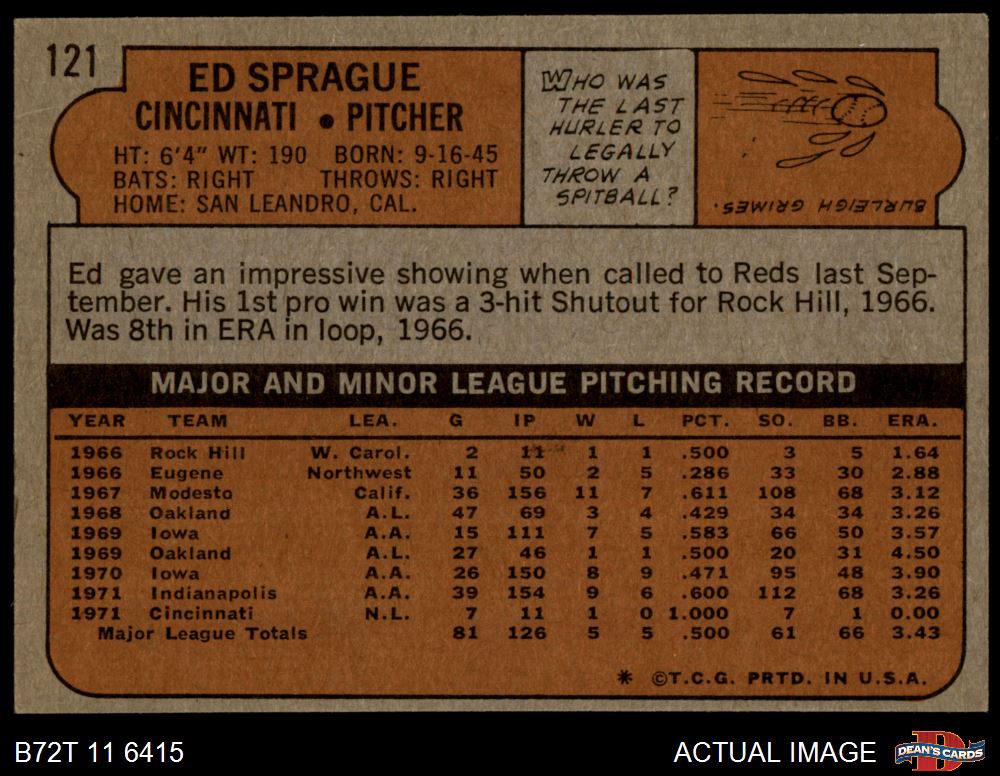 121
ED SPRAGUE
CINCINNATI • PITCHER
HT: 6'4" WT: 190 BORN: 9-16-45
BATS: RIGHT THROWS: RIGHT
HOME: SAN LEANDRO, CAL.
WHO WAS
THE LAST
HURLER TO
LEGALLY
THROW A
SPITBALL?
BURLEIGH GRIMES.
Ed gave an impressive showing when called to Reds last Sep-
tember. His 1st pro win was a 3-hit Shutout for Rock Hill, 1966.
Was 8th in ERA in loop, 1966.
MAJOR AND MINOR LEAGUE PITCHING RECORD
YEAR TEAM LEA. G IP W L PCT. SO. BB. ERA.
1966 Rock Hill W. Carol. 2 11 1 1 .500 3 5 1.64
1966 Eugene Northwest 11 50 2 5 .286 33 30 2.88
1967 Modesto Calif. 36 156 11 7 .611 108 68 3.12
1968 Oakland A.L. 47 69 3 4 .429 34 34 3.26
1969 Iowa A.A. 15 111 7 5 .583 66 50 3.57
1969 Oakland A.L. 27 46 1 1 .500 20 31 4.50
1970 Iowa A.A. 26 150 8 9 .471 95 48 3.90
1971 Indianapolis A.A. 39 154 9 6 .600 112 68 3.26
1971 Cincinnati N.L. 7 11 1 0 1.000 7 1 0.00
Major League Totals 81 126 5 5 .500 61 66 3.43
* ©T.C.G. PRTD. IN U.S.A.
B72T 11 6415
ACTUAL IMAGE
D
DEAN'S CARDS